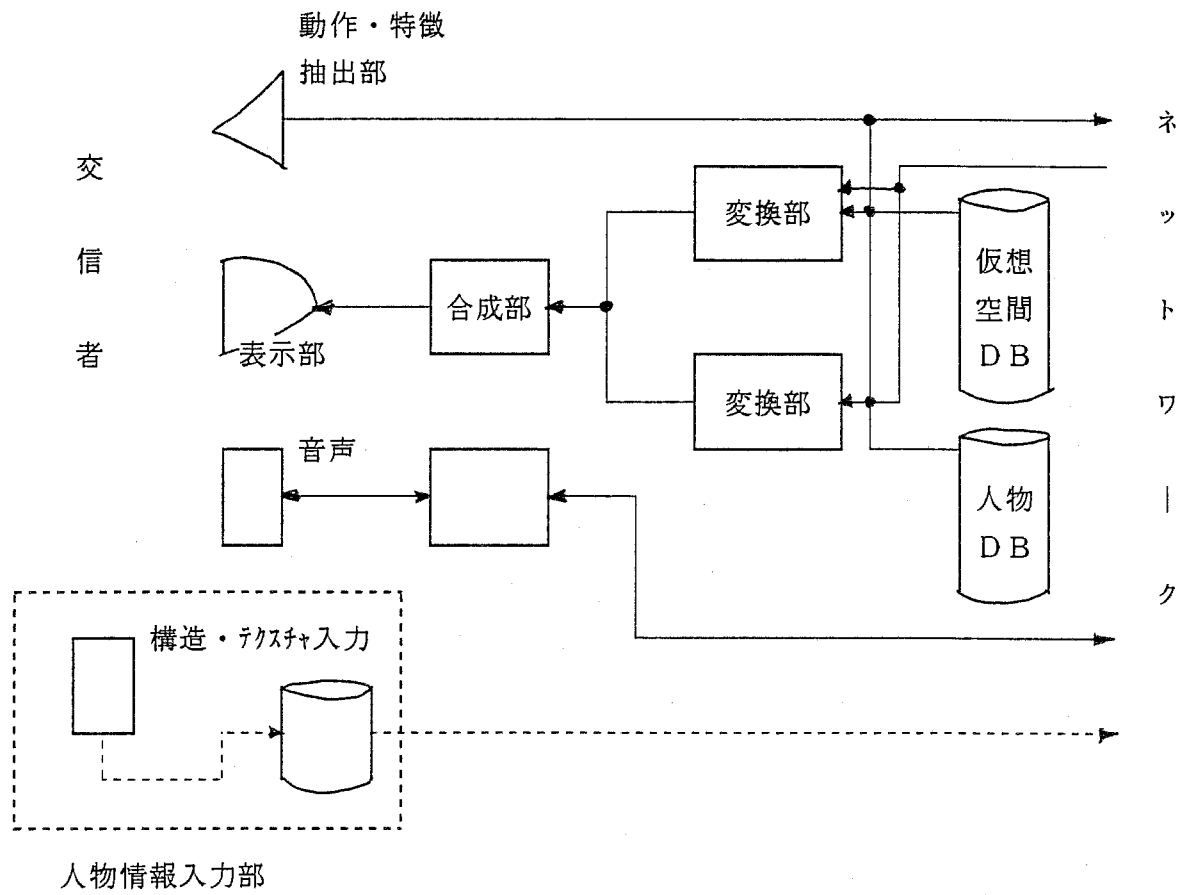 動作・特徴
抽出部
交信者
ネットワーク
変換部
仮想
空間
DB
合成部
表示部
変換部
音声
人物
DB
構造・テクスチャ入力
人物情報入力部